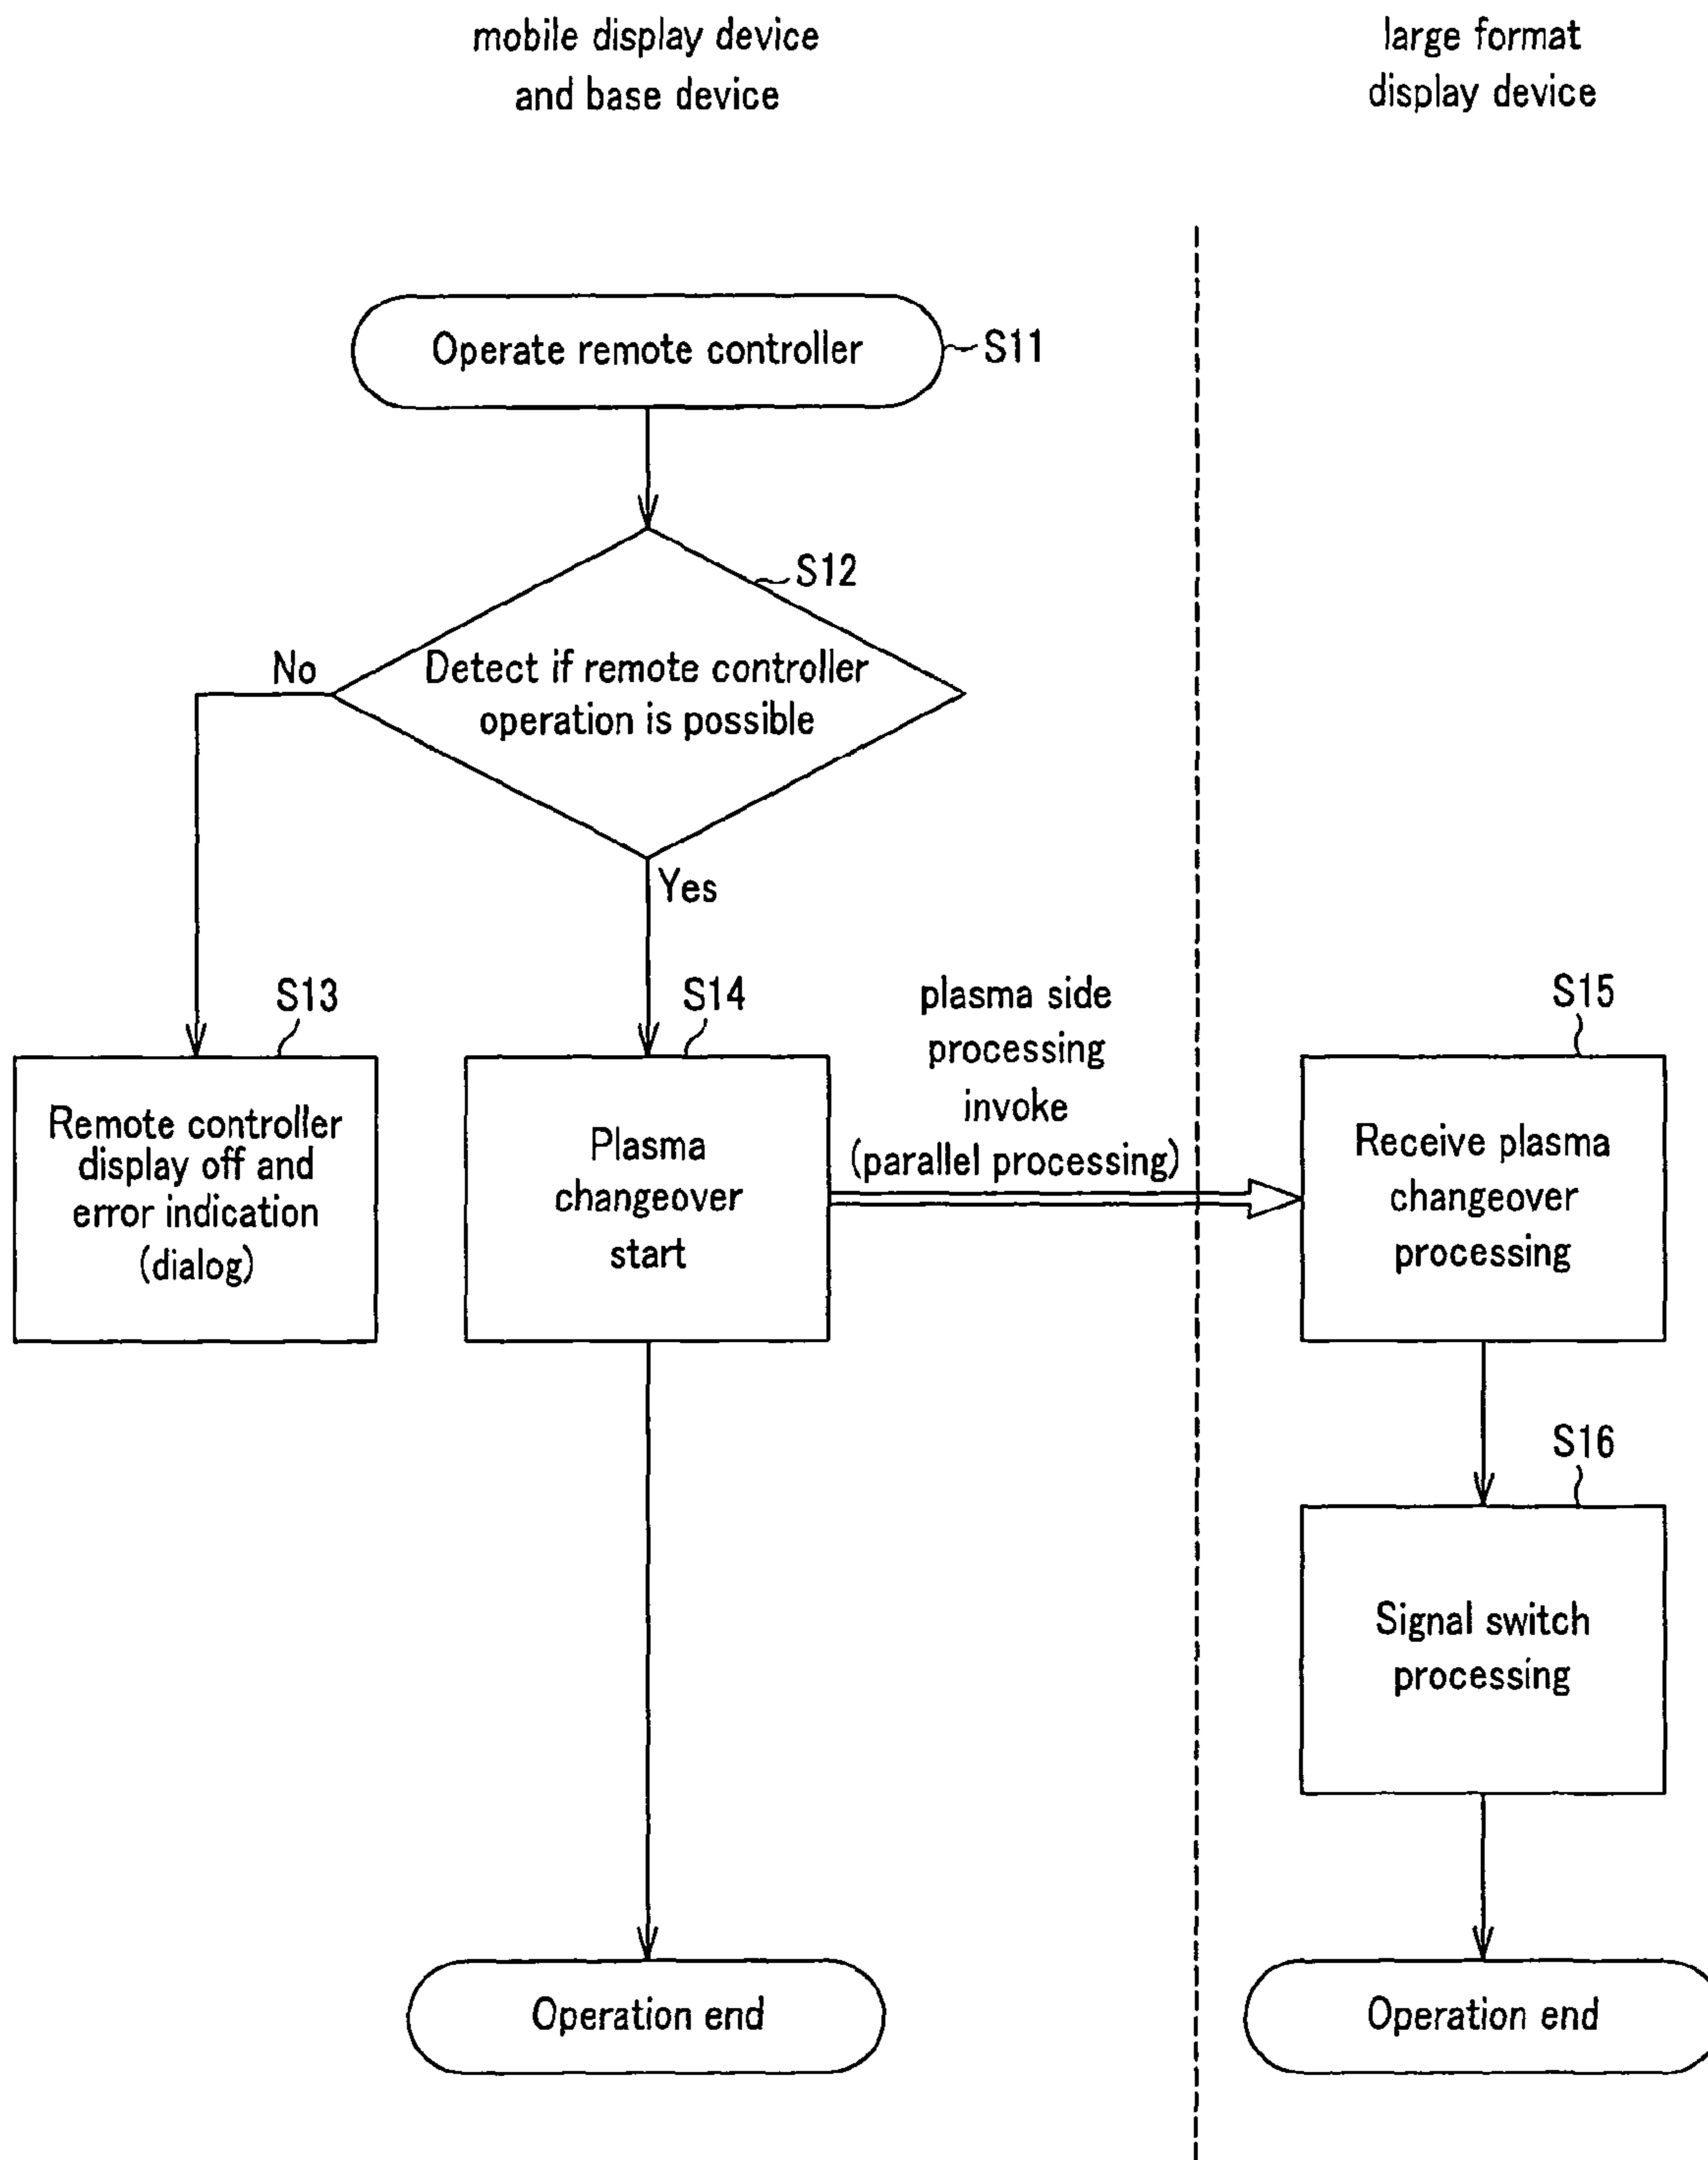 mobile display device
and base device
large format
display device
Operate remote controller
S11
S12
Detect if remote controller
operation is possible
No
Yes
S13
Remote controller
display off and
error indication
(dialog)
S14
Plasma
changeover
start
plasma side
processing
invoke
(parallel processing)
S15
Receive plasma
changeover
processing
S16
Signal switch
processing
Operation end
Operation end